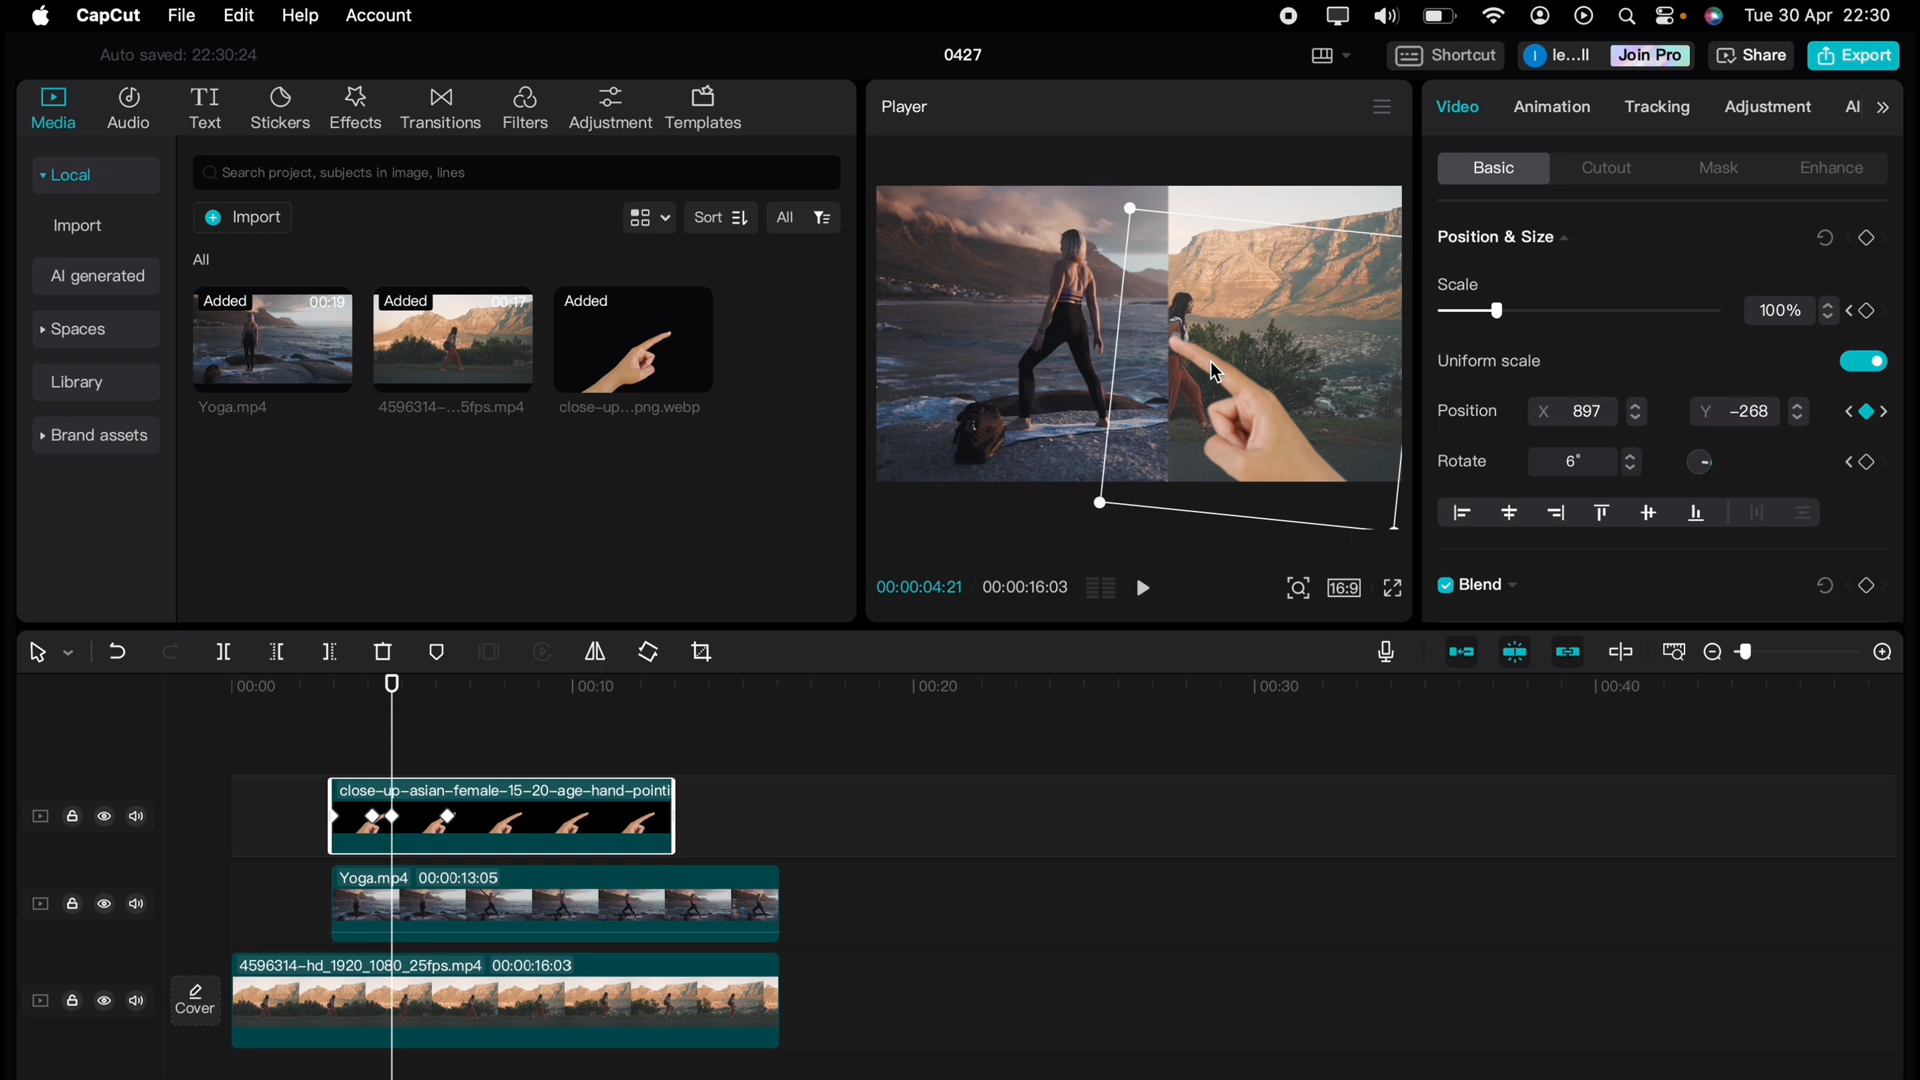 CapCut File Edit Help Account Tue 30 Apr 22:30
Auto saved: 22:30:24 0427 Shortcut I le...ll Join Pro Share Export
Media Audio Text Stickers Effects Transitions Filters Adjustment Templates
Local
Import
AI generated
Spaces
Library
Brand assets
Search project, subjects in image, lines
Import Sort All
All
Added 00:19 Added 00:17 Added
Yoga.mp4 4596314-...5fps.mp4 close-up...png.webp
Player
00:00:04:21 / 00:00:16:03 16:9
Video Animation Tracking Adjustment AI
Basic Cutout Mask Enhance
Position & Size
Scale
100%
Uniform scale
Position X 897 Y -268
Rotate 6°
Blend
00:00 00:10 00:20 00:30 00:40
close-up-asian-female-15-20-age-hand-pointi
Yoga.mp4 00:00:13:05
4596314-hd_1920_1080_25fps.mp4 00:00:16:03
Cover